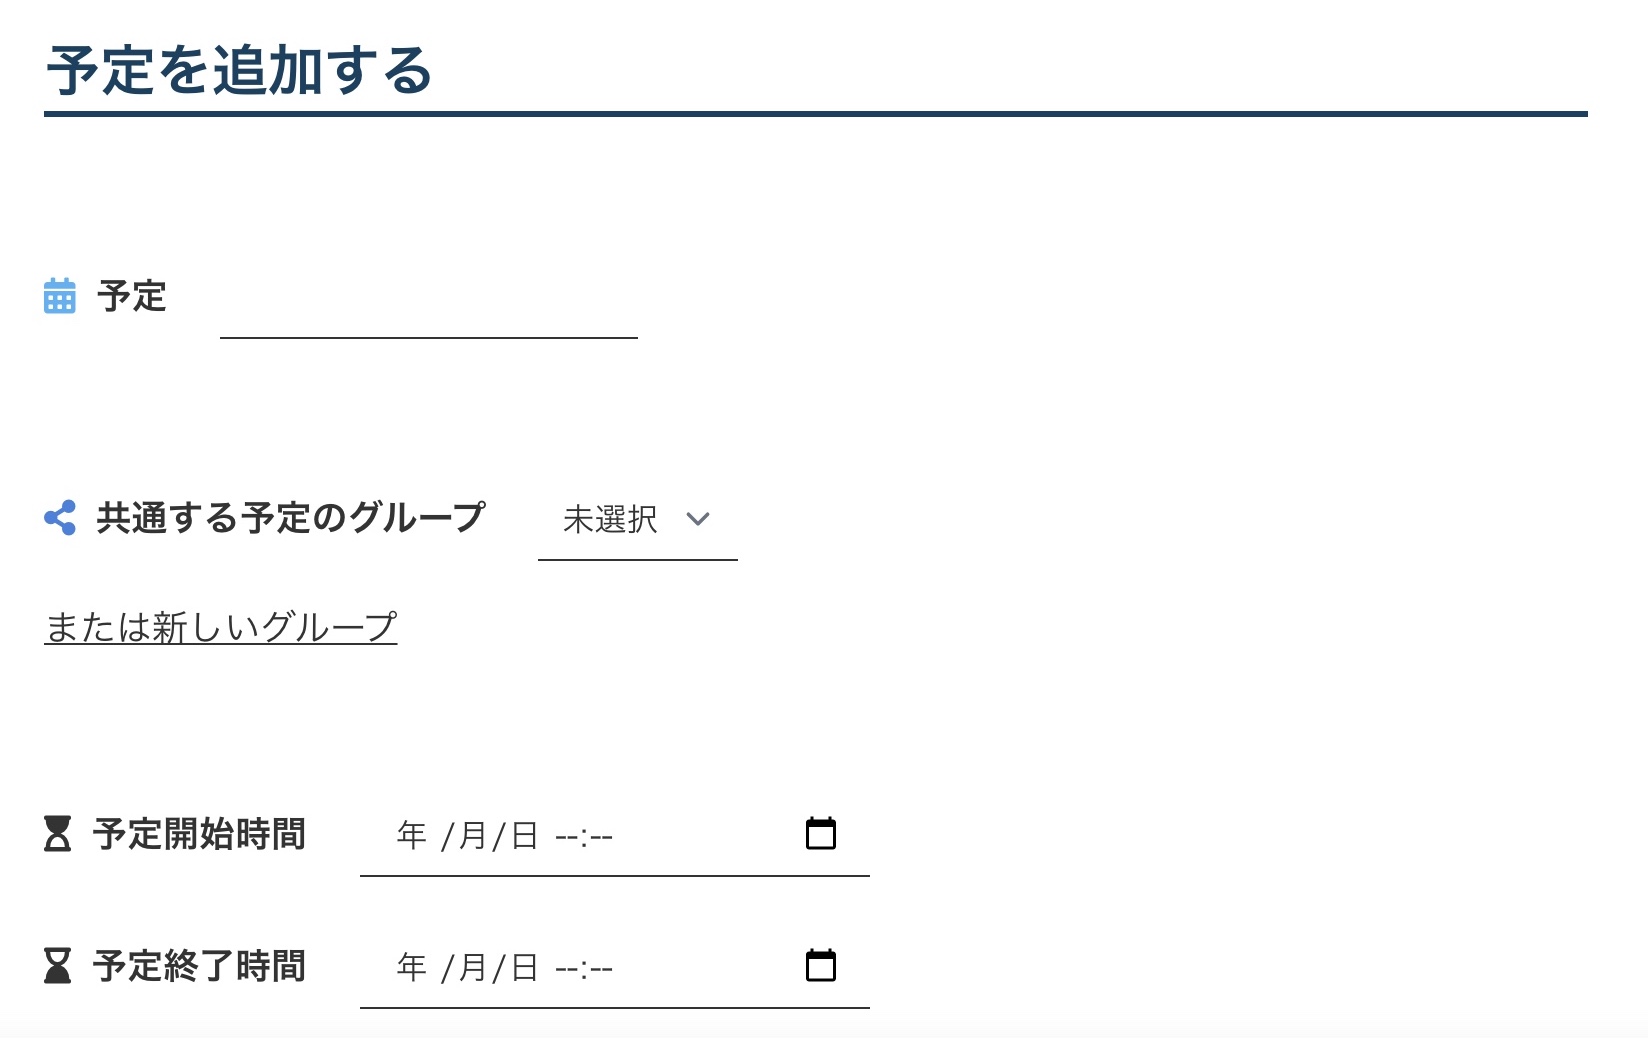 予定を追加する
予定
共通する予定のグループ 未選択
または新しいグループ
予定開始時間 年 /月/日 --:--
予定終了時間 年 /月/日 --:--